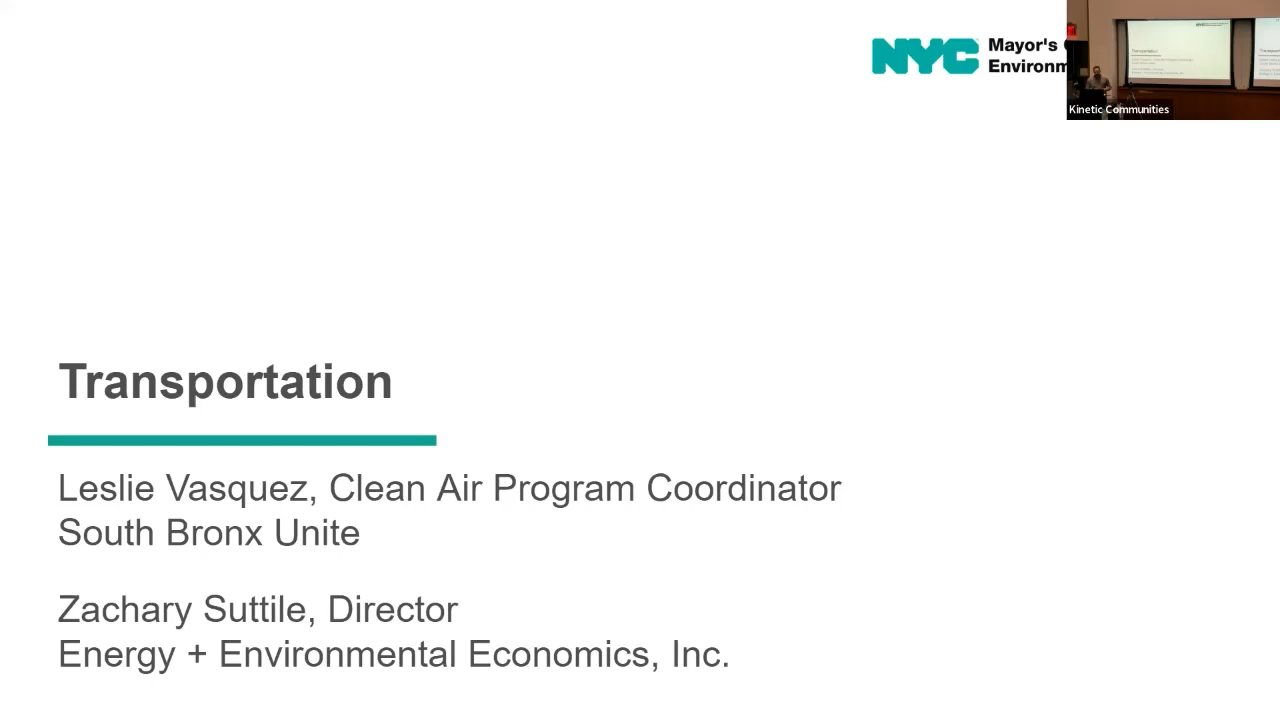 NYC Mayor's
Environm
Kinetic Communities
Transportation
Leslie Vasquez, Clean Air Program Coordinator
South Bronx Unite
Zachary Suttile, Director
Energy + Environmental Economics, Inc.